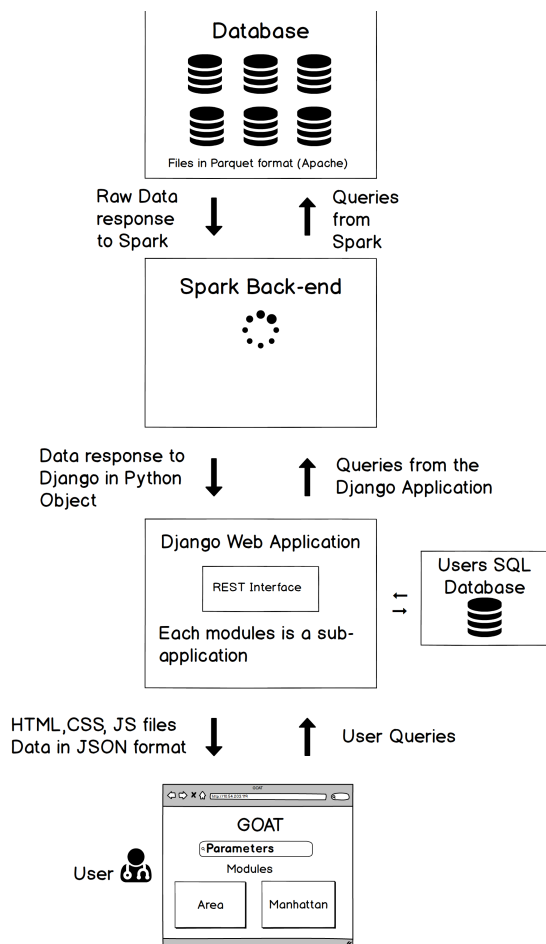 Database
Files in Parquet format (Apache)
Raw Data
response
to Spark
Queries
from
Spark
Spark Back-end
Data response to
Django in Python
Object
Queries from the
Django Application
Django Web Application
REST Interface
Each modules is a sub-
application
Users SQL
Database
HTML,CSS, JS files
Data in JSON format
User Queries
GOAT
GOAT
Parameters
Modules
Area
Manhattan
User